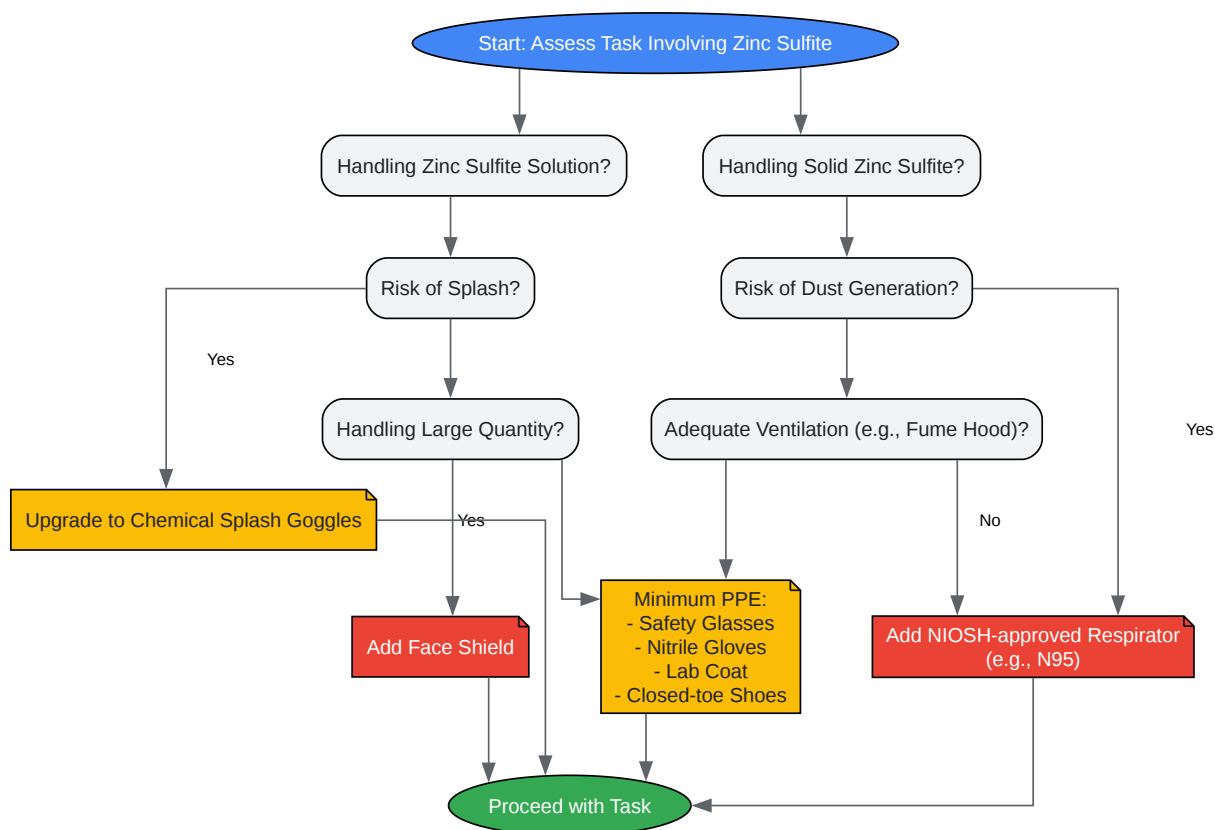 Start: Assess Task Involving Zinc Sulfite
Handling Zinc Sulfite Solution?
Handling Solid Zinc Sulfite?
Risk of Splash?
Risk of Dust Generation?
Yes
Handling Large Quantity?
Adequate Ventilation (e.g., Fume Hood)?
Yes
Upgrade to Chemical Splash Goggles
Yes
No
Minimum PPE:
- Safety Glasses
- Nitrile Gloves
- Lab Coat
- Closed-toe Shoes
Add Face Shield
Add NIOSH-approved Respirator
(e.g., N95)
Proceed with Task